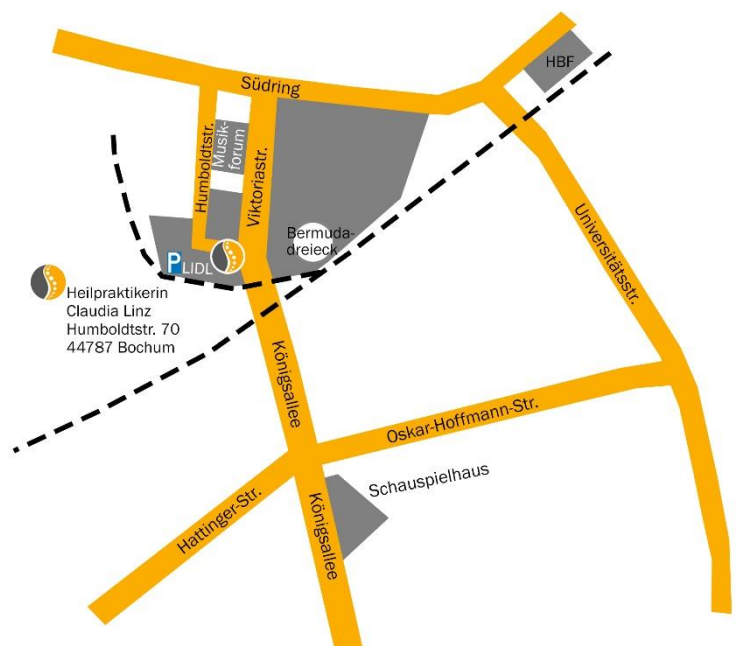 HBF
Südring
Humboldtstr.
Musik-
forum
Viktoriastr.
Bermuda-
dreieck
Universitätsstr.
P LIDL
Heilpraktikerin
Claudia Linz
Humboldtstr. 70
44787 Bochum
Königsallee
Oskar-Hoffmann-Str.
Hattinger-Str.
Königsallee
Schauspielhaus